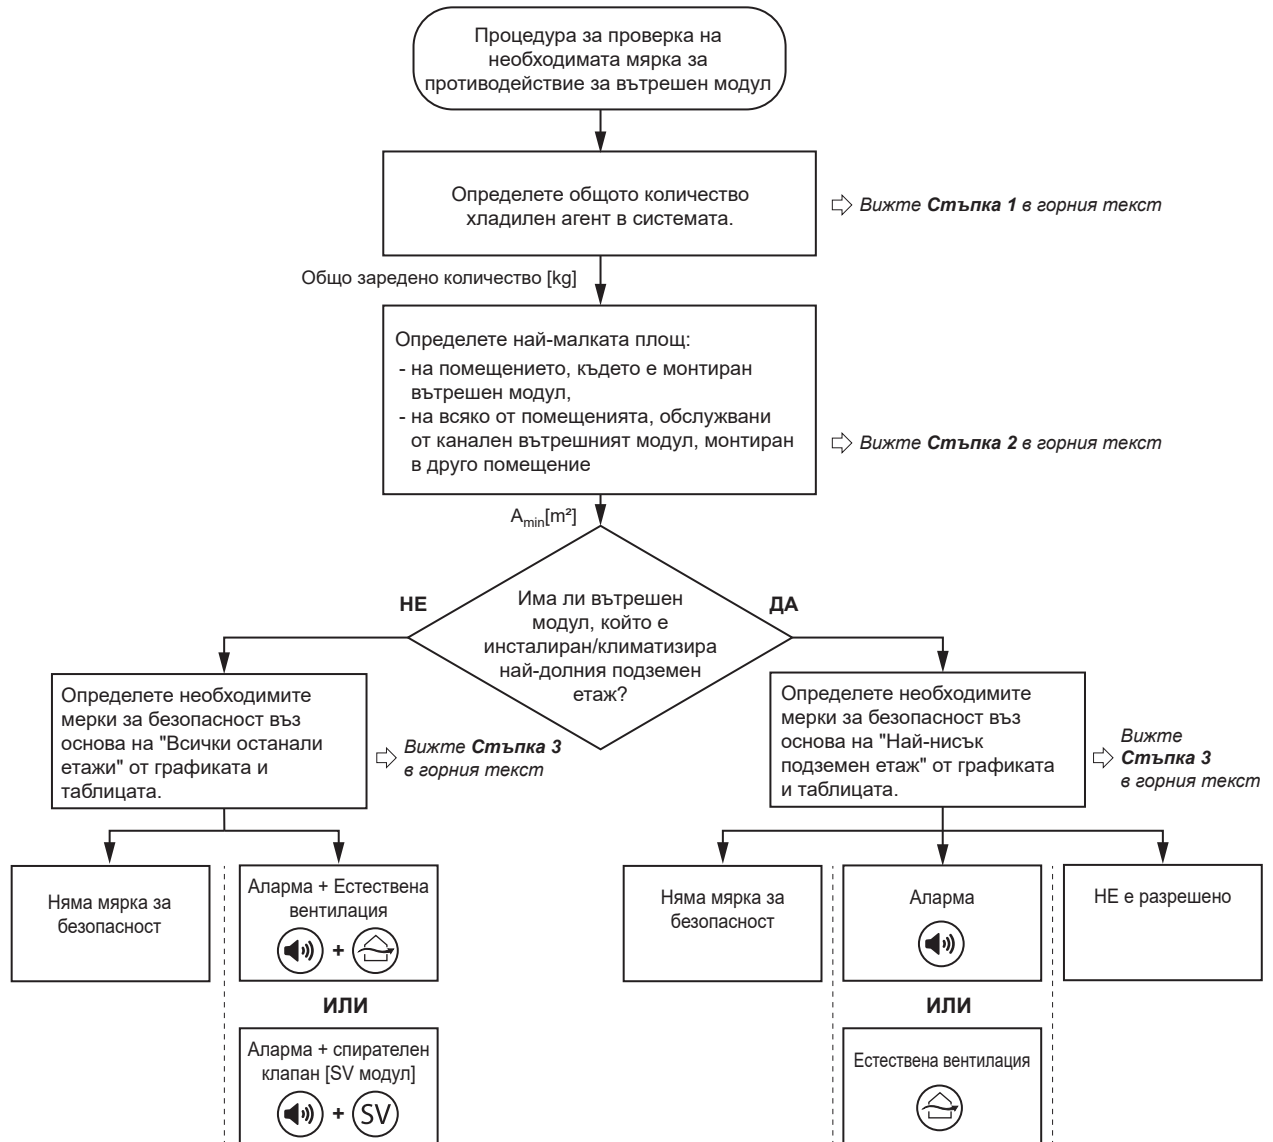 Процедура за проверка на
необходимата мярка за
противодействие за вътрешен модул
Определете общото количество
хладилен агент в системата.
Вижте Стъпка 1 в горния текст
Общо заредено количество [kg]
Определете най-малката площ:
- на помещението, където е монтиран
вътрешен модул,
- на всяко от помещенията, обслужвани
от канален вътрешният модул, монтиран
в друго помещение
Вижте Стъпка 2 в горния текст
Amin[m²]
НЕ
Има ли вътрешен
модул, който е
инсталиран/климатизира
най-долния подземен
етаж?
ДА
Определете необходимите
мерки за безопасност въз
основа на "Всички останали
етажи" от графиката и
таблицата.
Вижте Стъпка 3
в горния текст
Определете необходимите
мерки за безопасност въз
основа на "Най-нисък
подземен етаж" от графиката
и таблицата.
Вижте
Стъпка 3
в горния текст
Няма мярка за
безопасност
Аларма + Естествена
вентилация
+
ИЛИ
Аларма + спирателен
клапан [SV модул]
+ SV
Няма мярка за
безопасност
Аларма
ИЛИ
Естествена вентилация
НЕ е разрешено